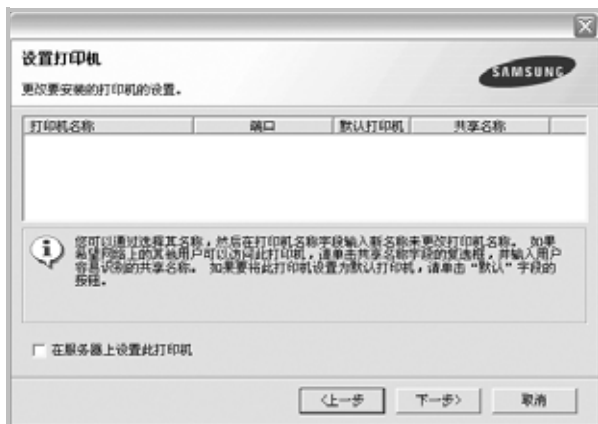 设置打印机
更改要安装的打印机的设置。
SAMSUNG
打印机名称 端口 默认打印机 共享名称
您可以通过选择其名称，然后在打印机名称字段输入新名称来更改打印机名称。 如果
希望网络上的其他用户可以访问此打印机，请单击共享名称字段的复选框，并输入用户
容易识别的共享名称。 如果要将此打印机设置为默认打印机，请单击“默认”字段的
按钮。
在服务器上设置此打印机
<上一步 下一步> 取消